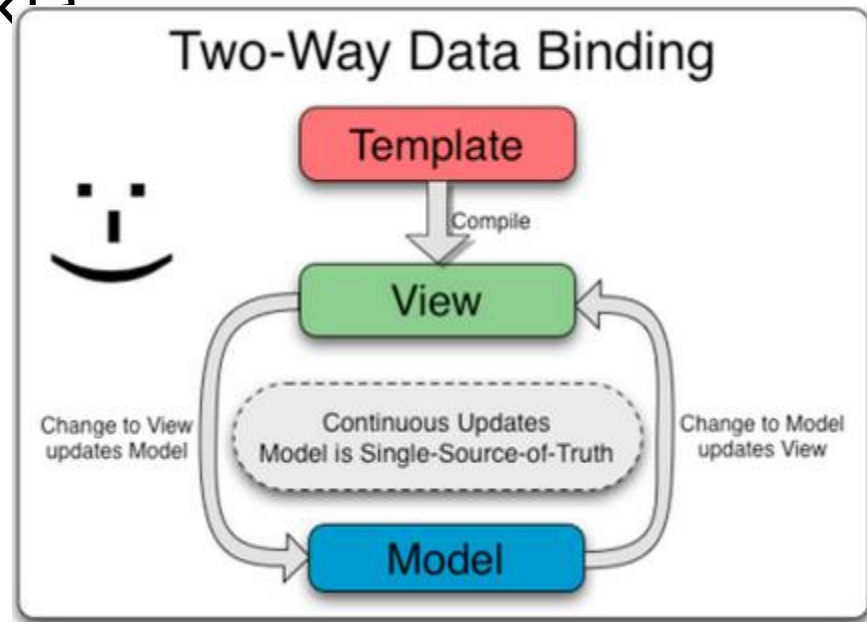 Two-Way Data Binding
Template
Compile
View
Change to View
updates Model
Continuous Updates
Model is Single-Source-of-Truth
Change to Model
updates View
Model